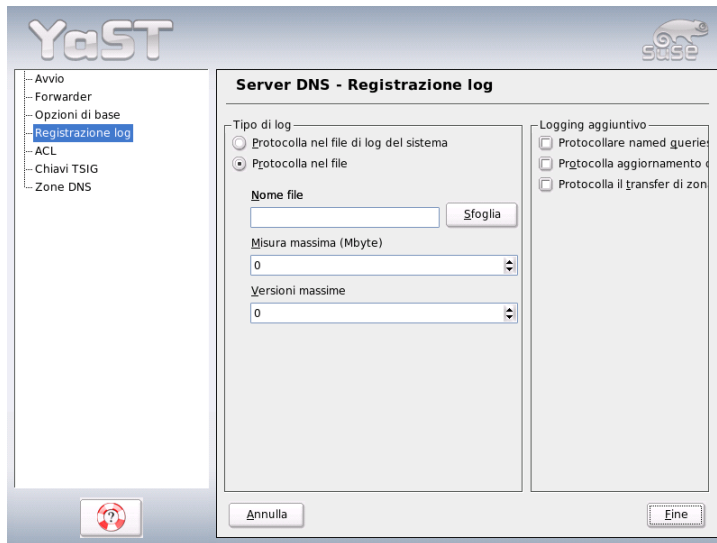 YaST
SUSE
Avvio
Forwarder
Opzioni di base
Registrazione log
ACL
Chiavi TSIG
Zone DNS
Server DNS - Registrazione log
Tipo di log
Protocolla nel file di log del sistema
Protocolla nel file
Nome file
Sfoglia
Misura massima (Mbyte)
0
Versioni massime
0
Logging aggiuntivo
Protocollare named queries
Protocolla aggiornamento
Protocolla il transfer di zon
?
Annulla
Fine